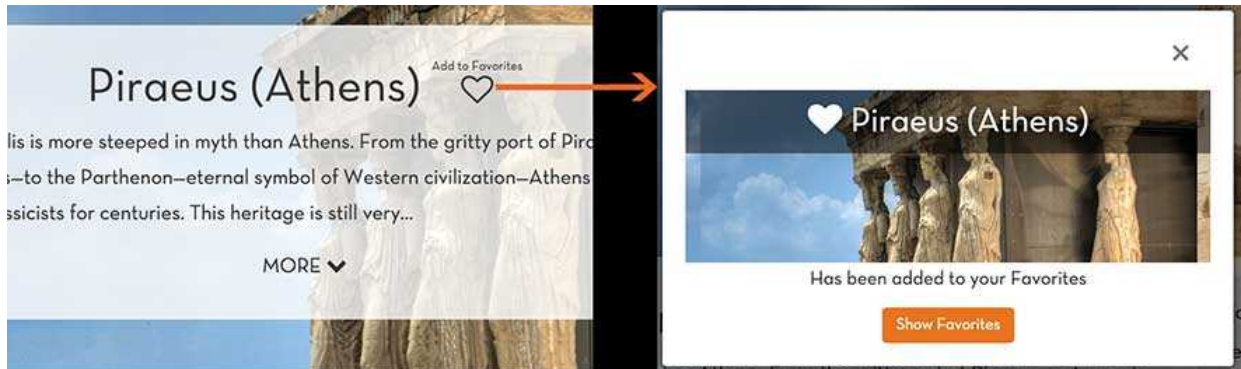 Add to Favorites
Piraeus (Athens)
lis is more steeped in myth than Athens. From the gritty port of
–to the Parthenon—eternal symbol of Western civilization—Athens
ssicists for centuries. This heritage is still very...
MORE
×
Piraeus (Athens)
Has been added to your Favorites
Show Favorites